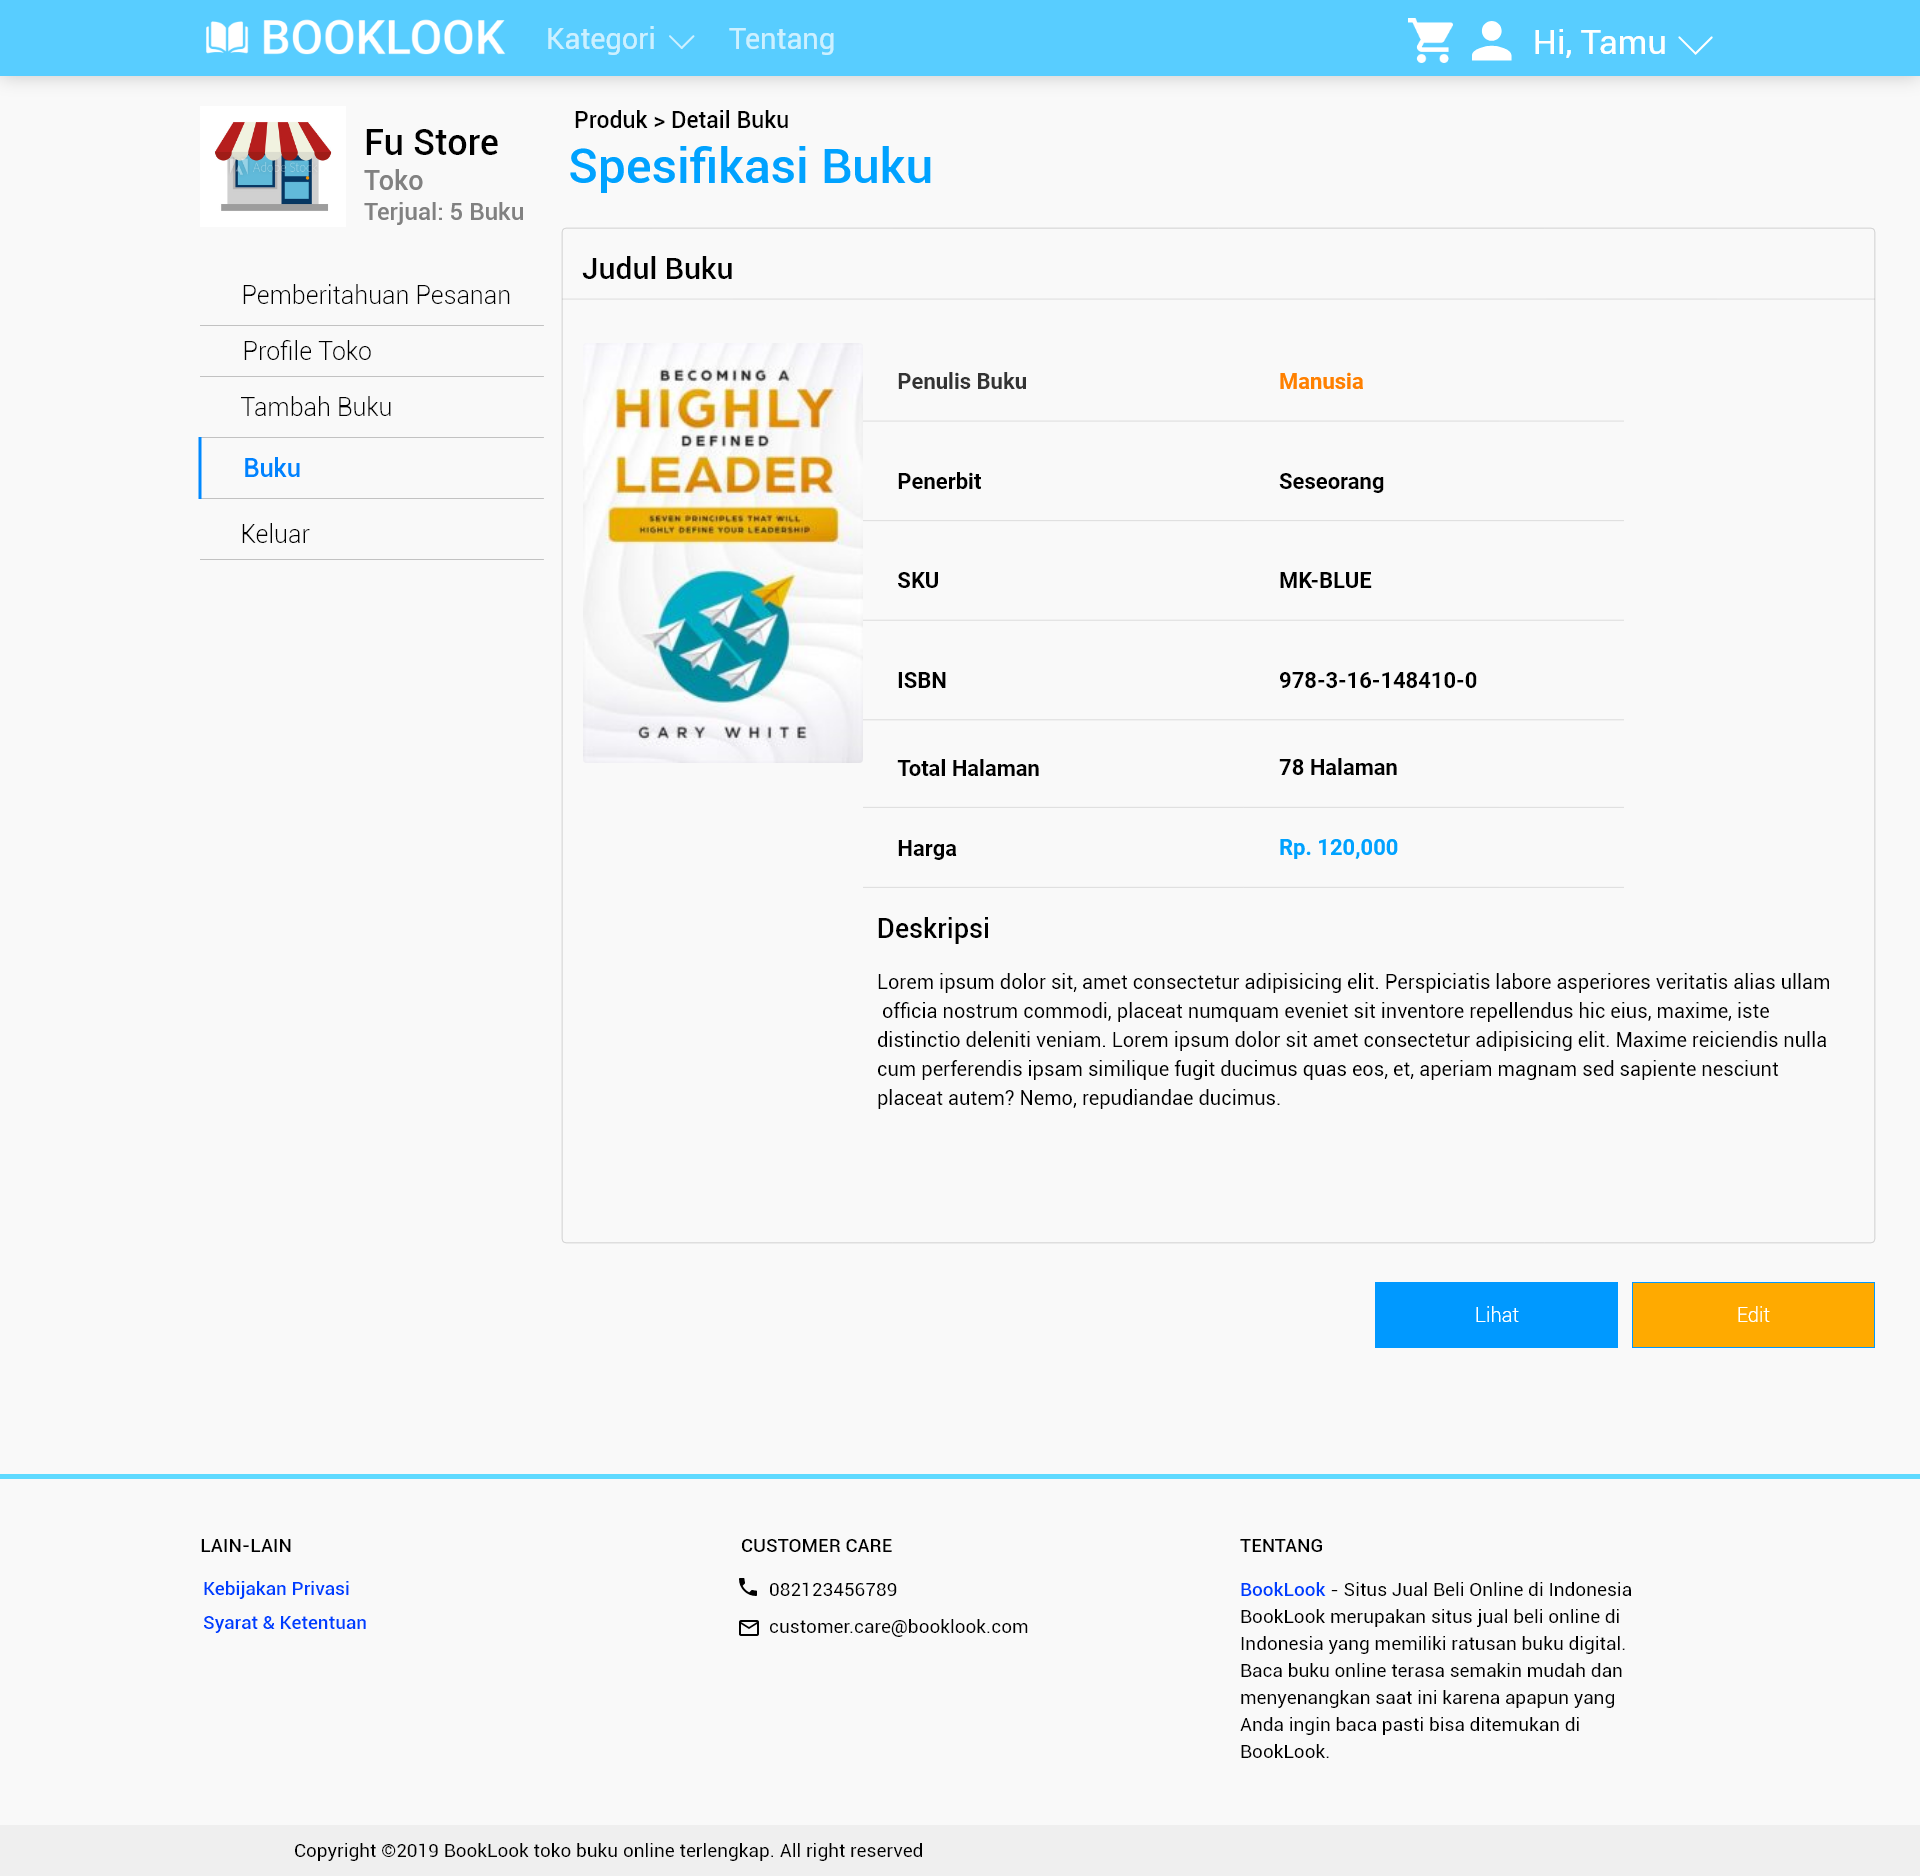 BOOKLOOK
Kategori
Tentang
Hi, Tamu
Fu Store
Toko
Terjual: 5 Buku
Pemberitahuan Pesanan
Profile Toko
Tambah Buku
Buku
Keluar
Produk > Detail Buku
Spesifikasi Buku
Judul Buku
BECOMING A
HIGHLY
DEFINED
LEADER
SEVEN PRINCIPLES THAT WILL
HIGHLY DEFINE YOUR LEADERSHIP
GARY WHITE
Penulis Buku Manusia
Penerbit Seseorang
SKU MK-BLUE
ISBN 978-3-16-148410-0
Total Halaman 78 Halaman
Harga Rp. 120,000
Deskripsi
Lorem ipsum dolor sit, amet consectetur adipisicing elit. Perspiciatis labore asperiores veritatis alias ullam
officia nostrum commodi, placeat numquam eveniet sit inventore repellendus hic eius, maxime, iste
distinctio deleniti veniam. Lorem ipsum dolor sit amet consectetur adipisicing elit. Maxime reiciendis nulla
cum perferendis ipsam similique fugit ducimus quas eos, et, aperiam magnam sed sapiente nesciunt
placeat autem? Nemo, repudiandae ducimus.
Lihat
Edit
LAIN-LAIN
Kebijakan Privasi
Syarat & Ketentuan
CUSTOMER CARE
082123456789
customer.care@booklook.com
TENTANG
BookLook - Situs Jual Beli Online di Indonesia
BookLook merupakan situs jual beli online di
Indonesia yang memiliki ratusan buku digital.
Baca buku online terasa semakin mudah dan
menyenangkan saat ini karena apapun yang
Anda ingin baca pasti bisa ditemukan di
BookLook.
Copyright ©2019 BookLook toko buku online terlengkap. All right reserved